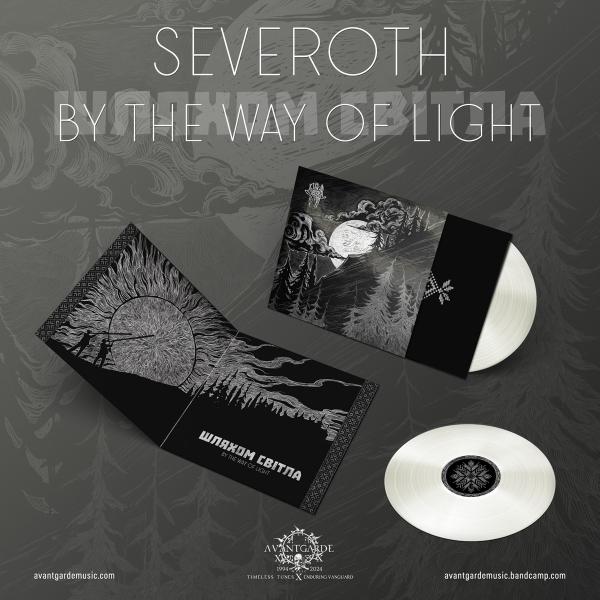 SEVEROTH
ШЛЯХОМ СВІТЛА
BY THE WAY OF LIGHT
ШЛЯХОМ СВІТЛА
BY THE WAY OF LIGHT
AVANTGARDE
1994 2024
TIMELESS TUNES X ENDURING VANGUARD
avantgardemusic.com
avantgardemusic.bandcamp.com